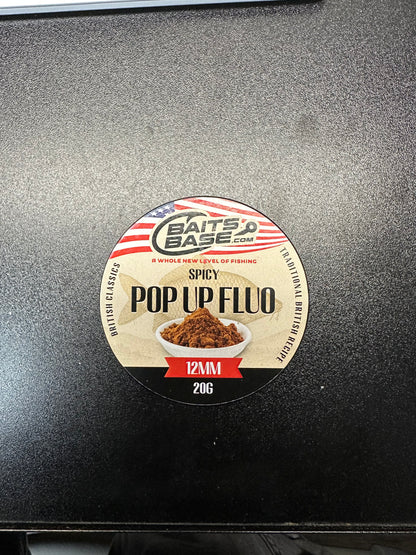 BAITS
BASE.COM
A WHOLE NEW LEVEL OF FISHING
SPICY
POP UP FLUO
BRITISH CLASSICS
TRADITIONAL BRITISH RECIPE
12MM
20G